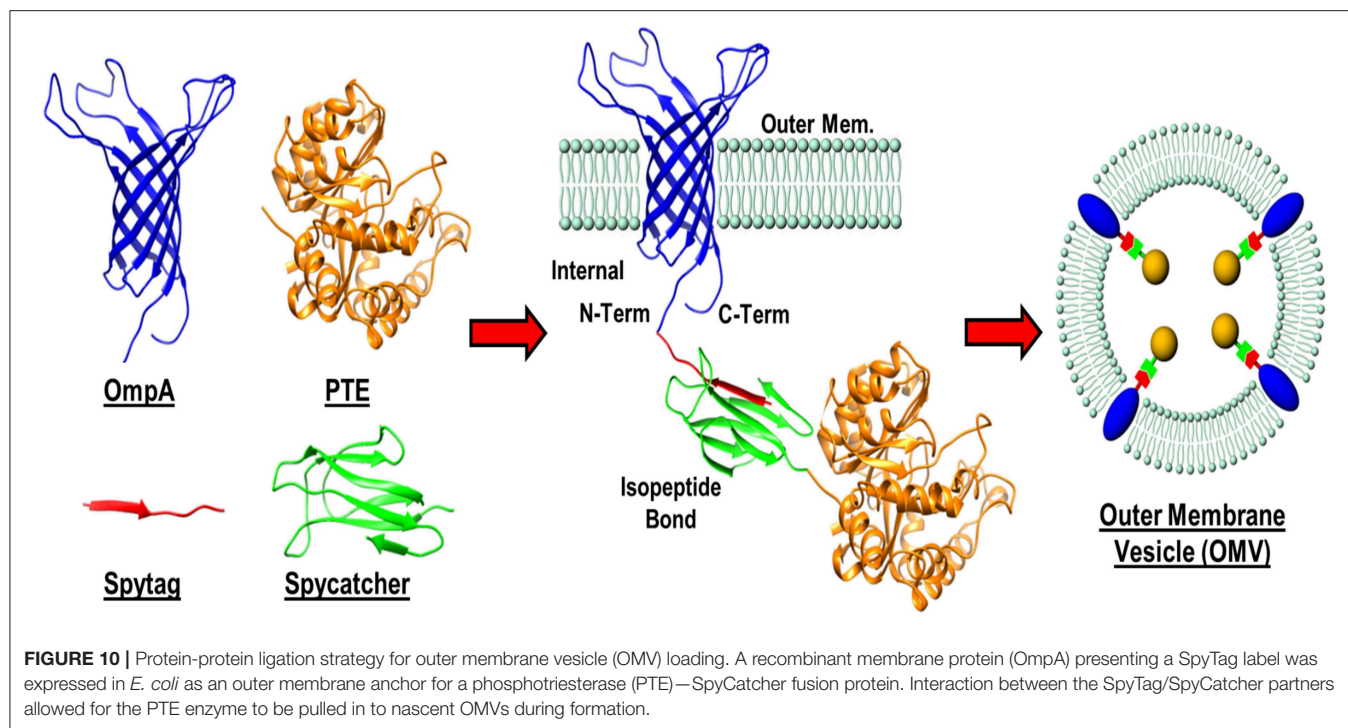 OmpA
PTE
Spytag
Spycatcher
Outer Mem.
Internal
N-Term
C-Term
Isopeptide
Bond
Outer Membrane
Vesicle (OMV)
FIGURE 10 | Protein-protein ligation strategy for outer membrane vesicle (OMV) loading. A recombinant membrane protein (OmpA) presenting a SpyTag label was
expressed in E. coli as an outer membrane anchor for a phosphotriesterase (PTE)—SpyCatcher fusion protein. Interaction between the SpyTag/SpyCatcher partners
allowed for the PTE enzyme to be pulled in to nascent OMVs during formation.